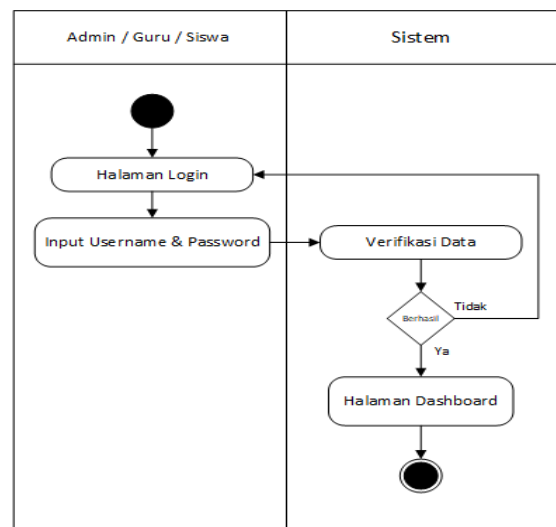 Admin / Guru / Siswa
Sistem
Halaman Login
Input Username & Password
Verifikasi Data
Berhasil
Tidak
Ya
Halaman Dashboard